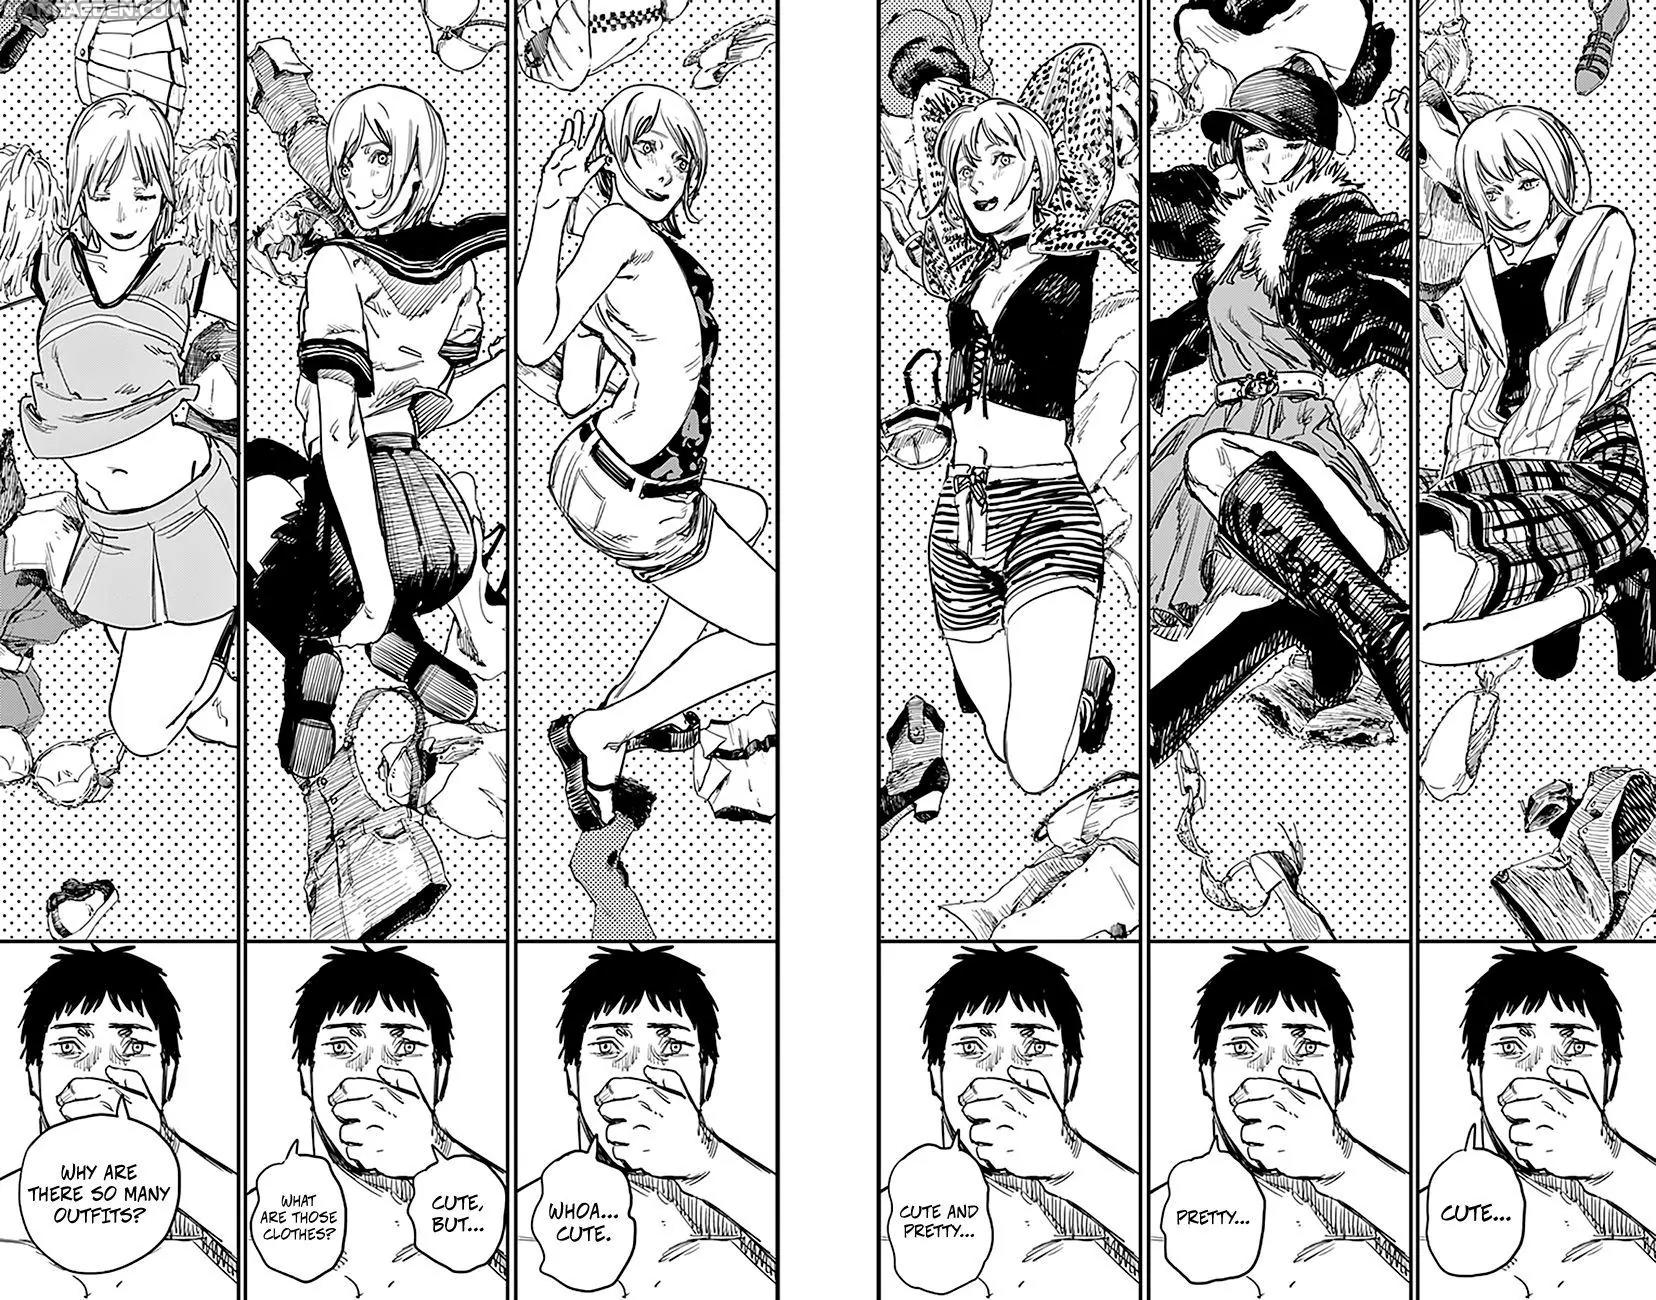 CUTE...
PRETTY...
CUTE AND
PRETTY...
WHOA...
CUTE.
CUTE,
BUT...
WHAT
ARE THOSE
CLOTHES?
WHY ARE
THERE SO MANY
OUTFITS?